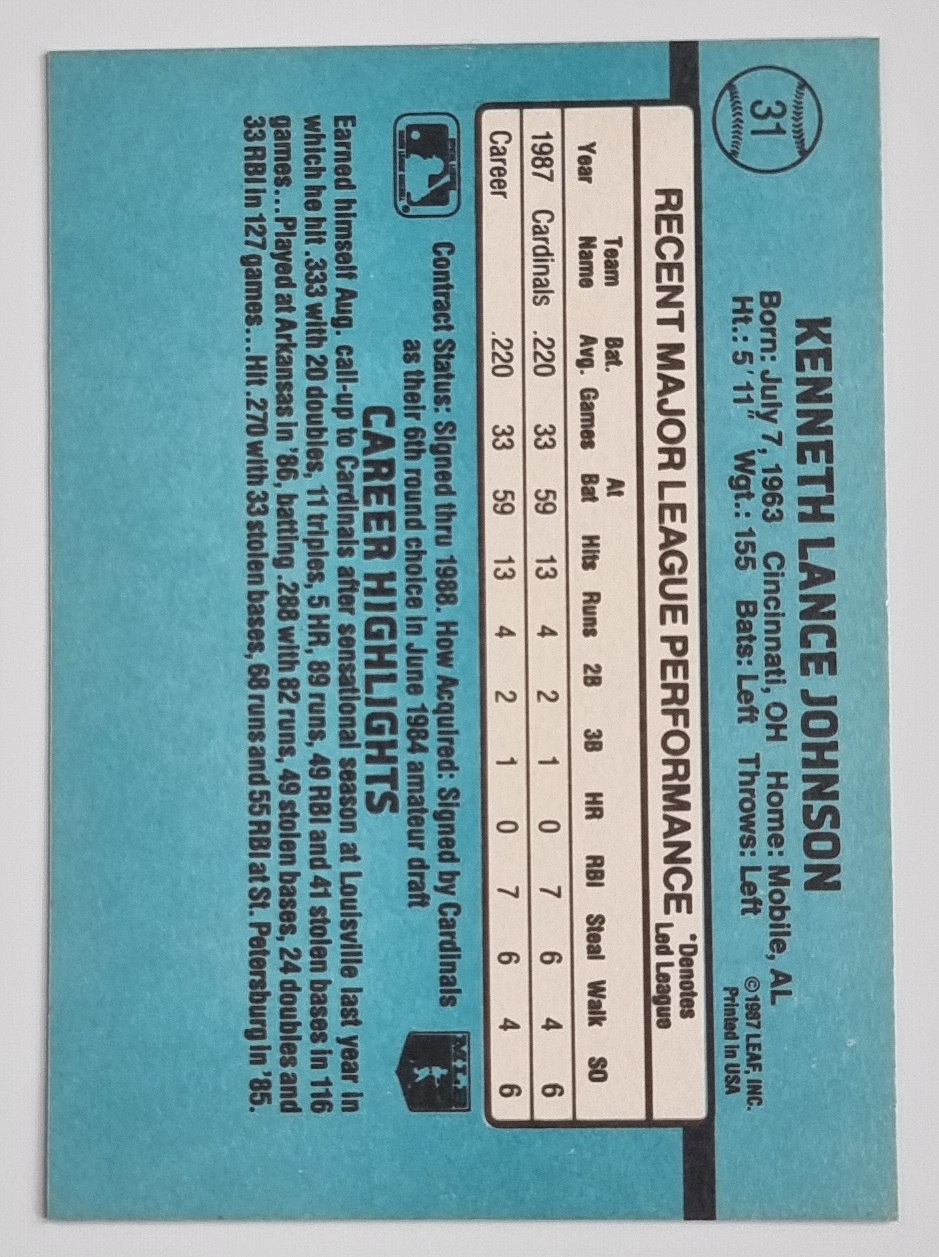 31
KENNETH LANCE JOHNSON
Born: July 7, 1963 Cincinnati, OH Home: Mobile, AL
Ht.: 5'11" Wgt.: 155 Bats: Left Throws: Left
©1987 LEAF, INC.
Printed in USA
RECENT MAJOR LEAGUE PERFORMANCE *Denotes Led League
Year Team Name Bat. Avg. Games At Bat Hits Runs 2B 3B HR RBI Steal Walk SO
1987 Cardinals .220 33 59 13 4 2 1 0 7 6 4 6
Career .220 33 59 13 4 2 1 0 7 6 4 6
Contract Status: Signed thru 1988. How Acquired: Signed by Cardinals
as their 6th round choice in June 1984 amateur draft
MLB
CAREER HIGHLIGHTS
Earned himself Aug. call-up to Cardinals after sensational season at Louisville last year in
which he hit .333 with 20 doubles, 11 triples, 5 HR, 89 runs, 49 RBI and 41 stolen bases in 116
games...Played at Arkansas in '86, batting .288 with 82 runs, 49 stolen bases, 24 doubles and
33 RBI in 127 games...Hit .270 with 33 stolen bases, 68 runs and 55 RBI at St. Petersburg in '85.